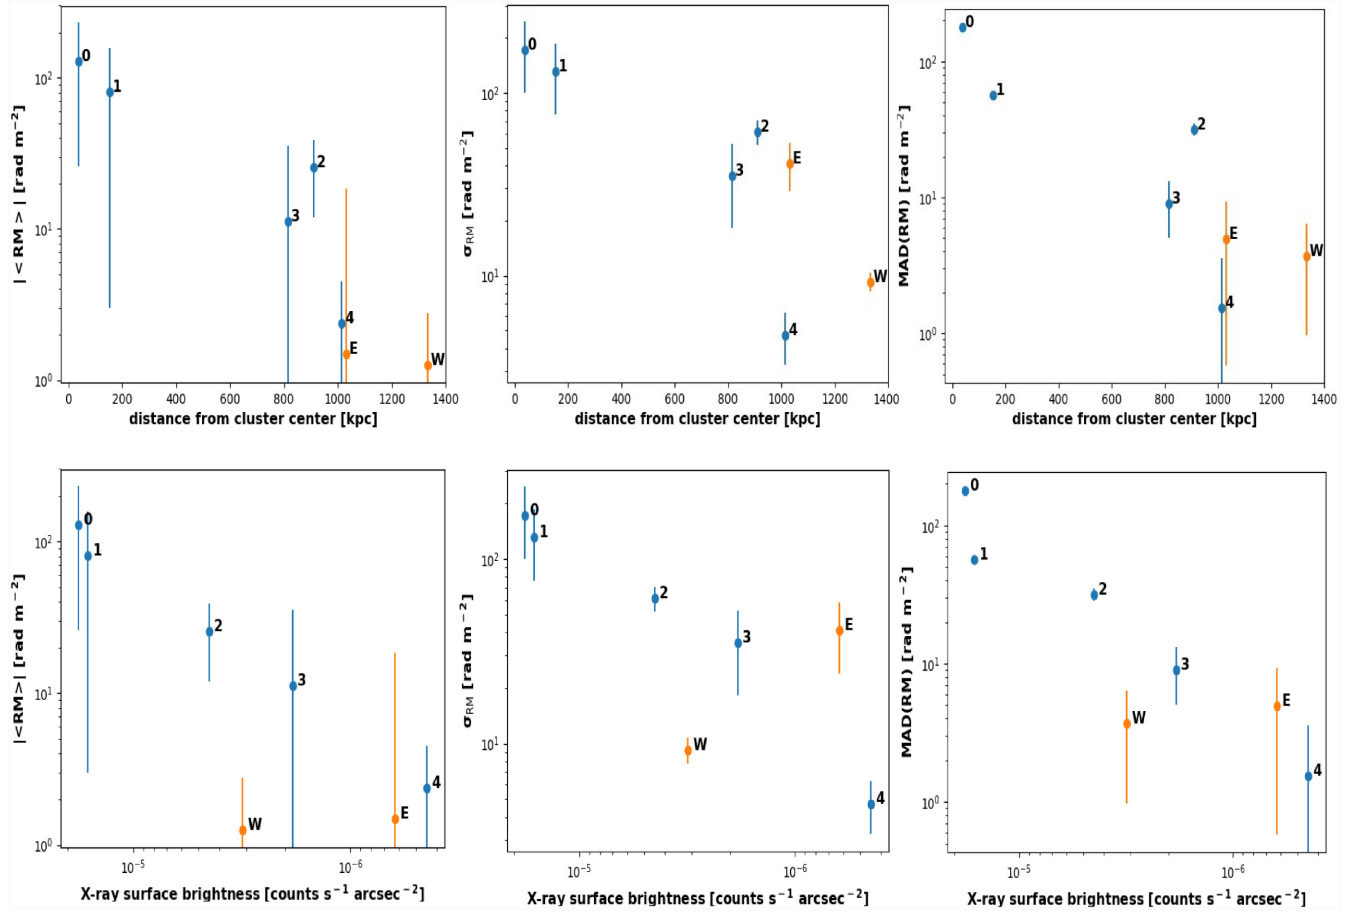 |<RM>| [rad m⁻²]
10²
10¹
10⁰
0
1
2
3
4
E
W
0 200 400 600 800 1000 1200 1400
distance from cluster center [kpc]
σRM [rad m⁻²]
10²
10¹
0
1
2
3
E
W
4
0 200 400 600 800 1000 1200 1400
distance from cluster center [kpc]
MAD(RM) [rad m⁻²]
10²
10¹
10⁰
0
1
2
3
E
W
4
0 200 400 600 800 1000 1200 1400
distance from cluster center [kpc]
|<RM>| [rad m⁻²]
10²
10¹
10⁰
0
1
2
3
4
E
W
10⁻⁵ 10⁻⁶
X-ray surface brightness [counts s⁻¹ arcsec⁻²]
σRM [rad m⁻²]
10²
10¹
0
1
2
E
3
W
4
10⁻⁵ 10⁻⁶
X-ray surface brightness [counts s⁻¹ arcsec⁻²]
MAD(RM) [rad m⁻²]
10²
10¹
10⁰
0
1
2
3
E
W
4
10⁻⁵ 10⁻⁶
X-ray surface brightness [counts s⁻¹ arcsec⁻²]